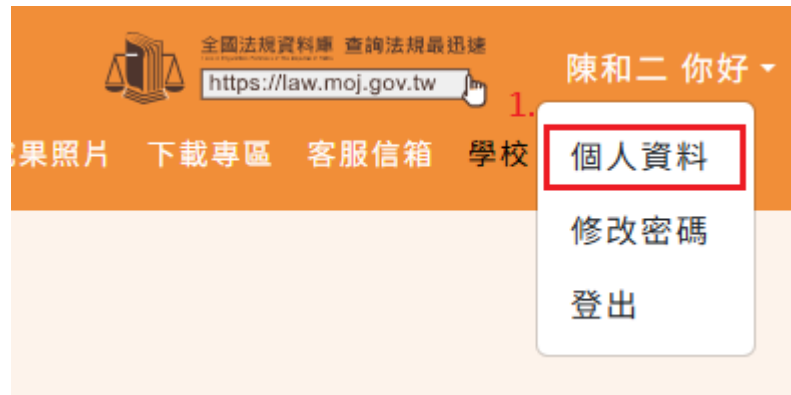 全國法規資料庫 查詢法規最迅速
https://law.moj.gov.tw
陳和二 你好
1.
果照片 下載專區 客服信箱 學校
個人資料
修改密碼
登出